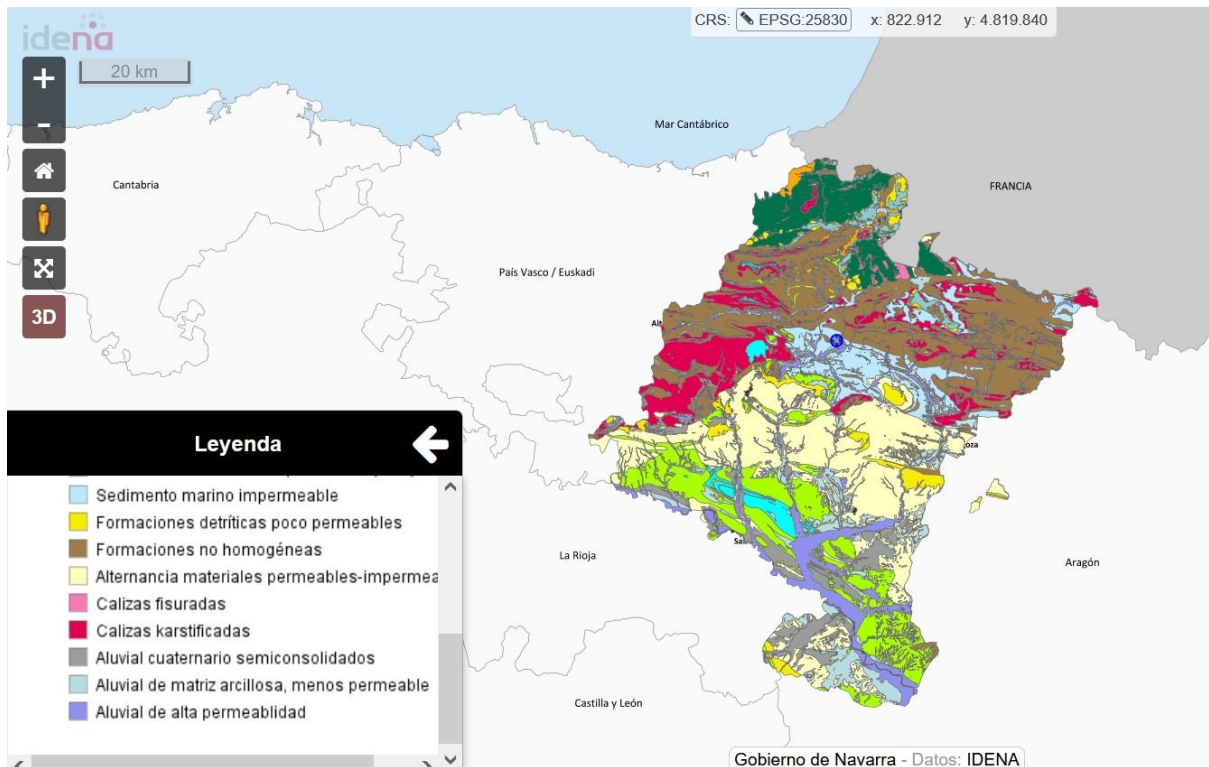 idena
CRS: EPSG:25830 x: 822.912 y: 4.819.840
+
20 km
-
Mar Cantábrico
Cantabria
FRANCIA
País Vasco / Euskadi
3D
Alt
Leyenda
oza
Sedimento marino impermeable
Formaciones detríticas poco permeables
Formaciones no homogéneas
Alternancia materiales permeables-impermea
Calizas fisuradas
Calizas karstificadas
Aluvial cuaternario semiconsolidados
Aluvial de matriz arcillosa, menos permeable
Aluvial de alta permeablidad
La Rioja
Sal
Aragón
Castilla y León
Gobierno de Navarra - Datos: IDENA